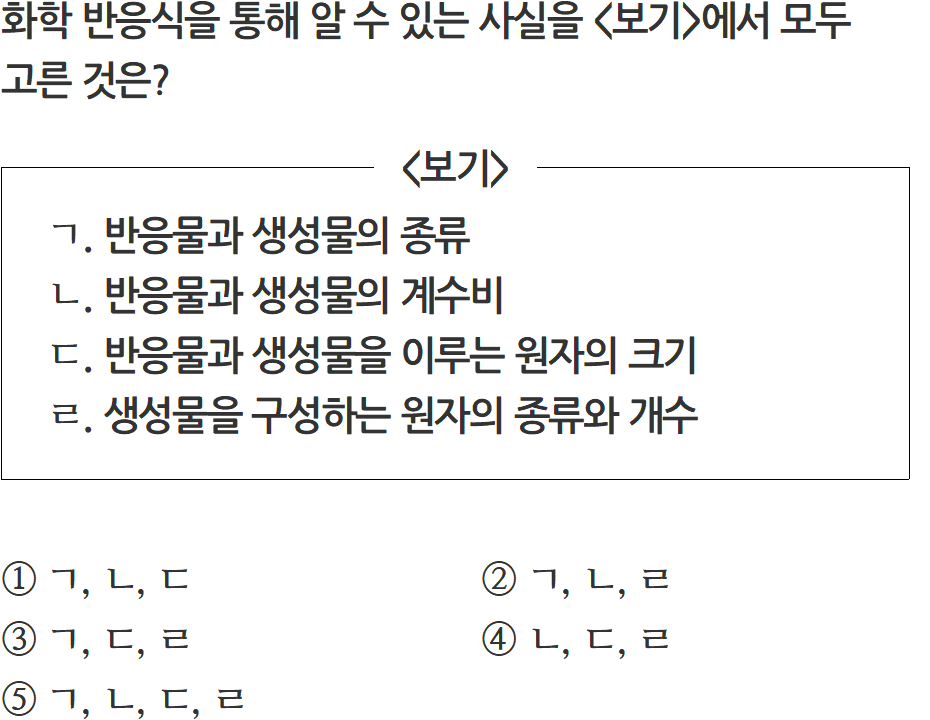 화학 반응식을 통해 알 수 있는 사실을 <보기>에서 모두
고른 것은?
<보기>
ㄱ. 반응물과 생성물의 종류
ㄴ. 반응물과 생성물의 계수비
ㄷ. 반응물과 생성물을 이루는 원자의 크기
ㄹ. 생성물을 구성하는 원자의 종류와 개수
① ㄱ, ㄴ, ㄷ ② ㄱ, ㄴ, ㄹ
③ ㄱ, ㄷ, ㄹ ④ ㄴ, ㄷ, ㄹ
⑤ ㄱ, ㄴ, ㄷ, ㄹ